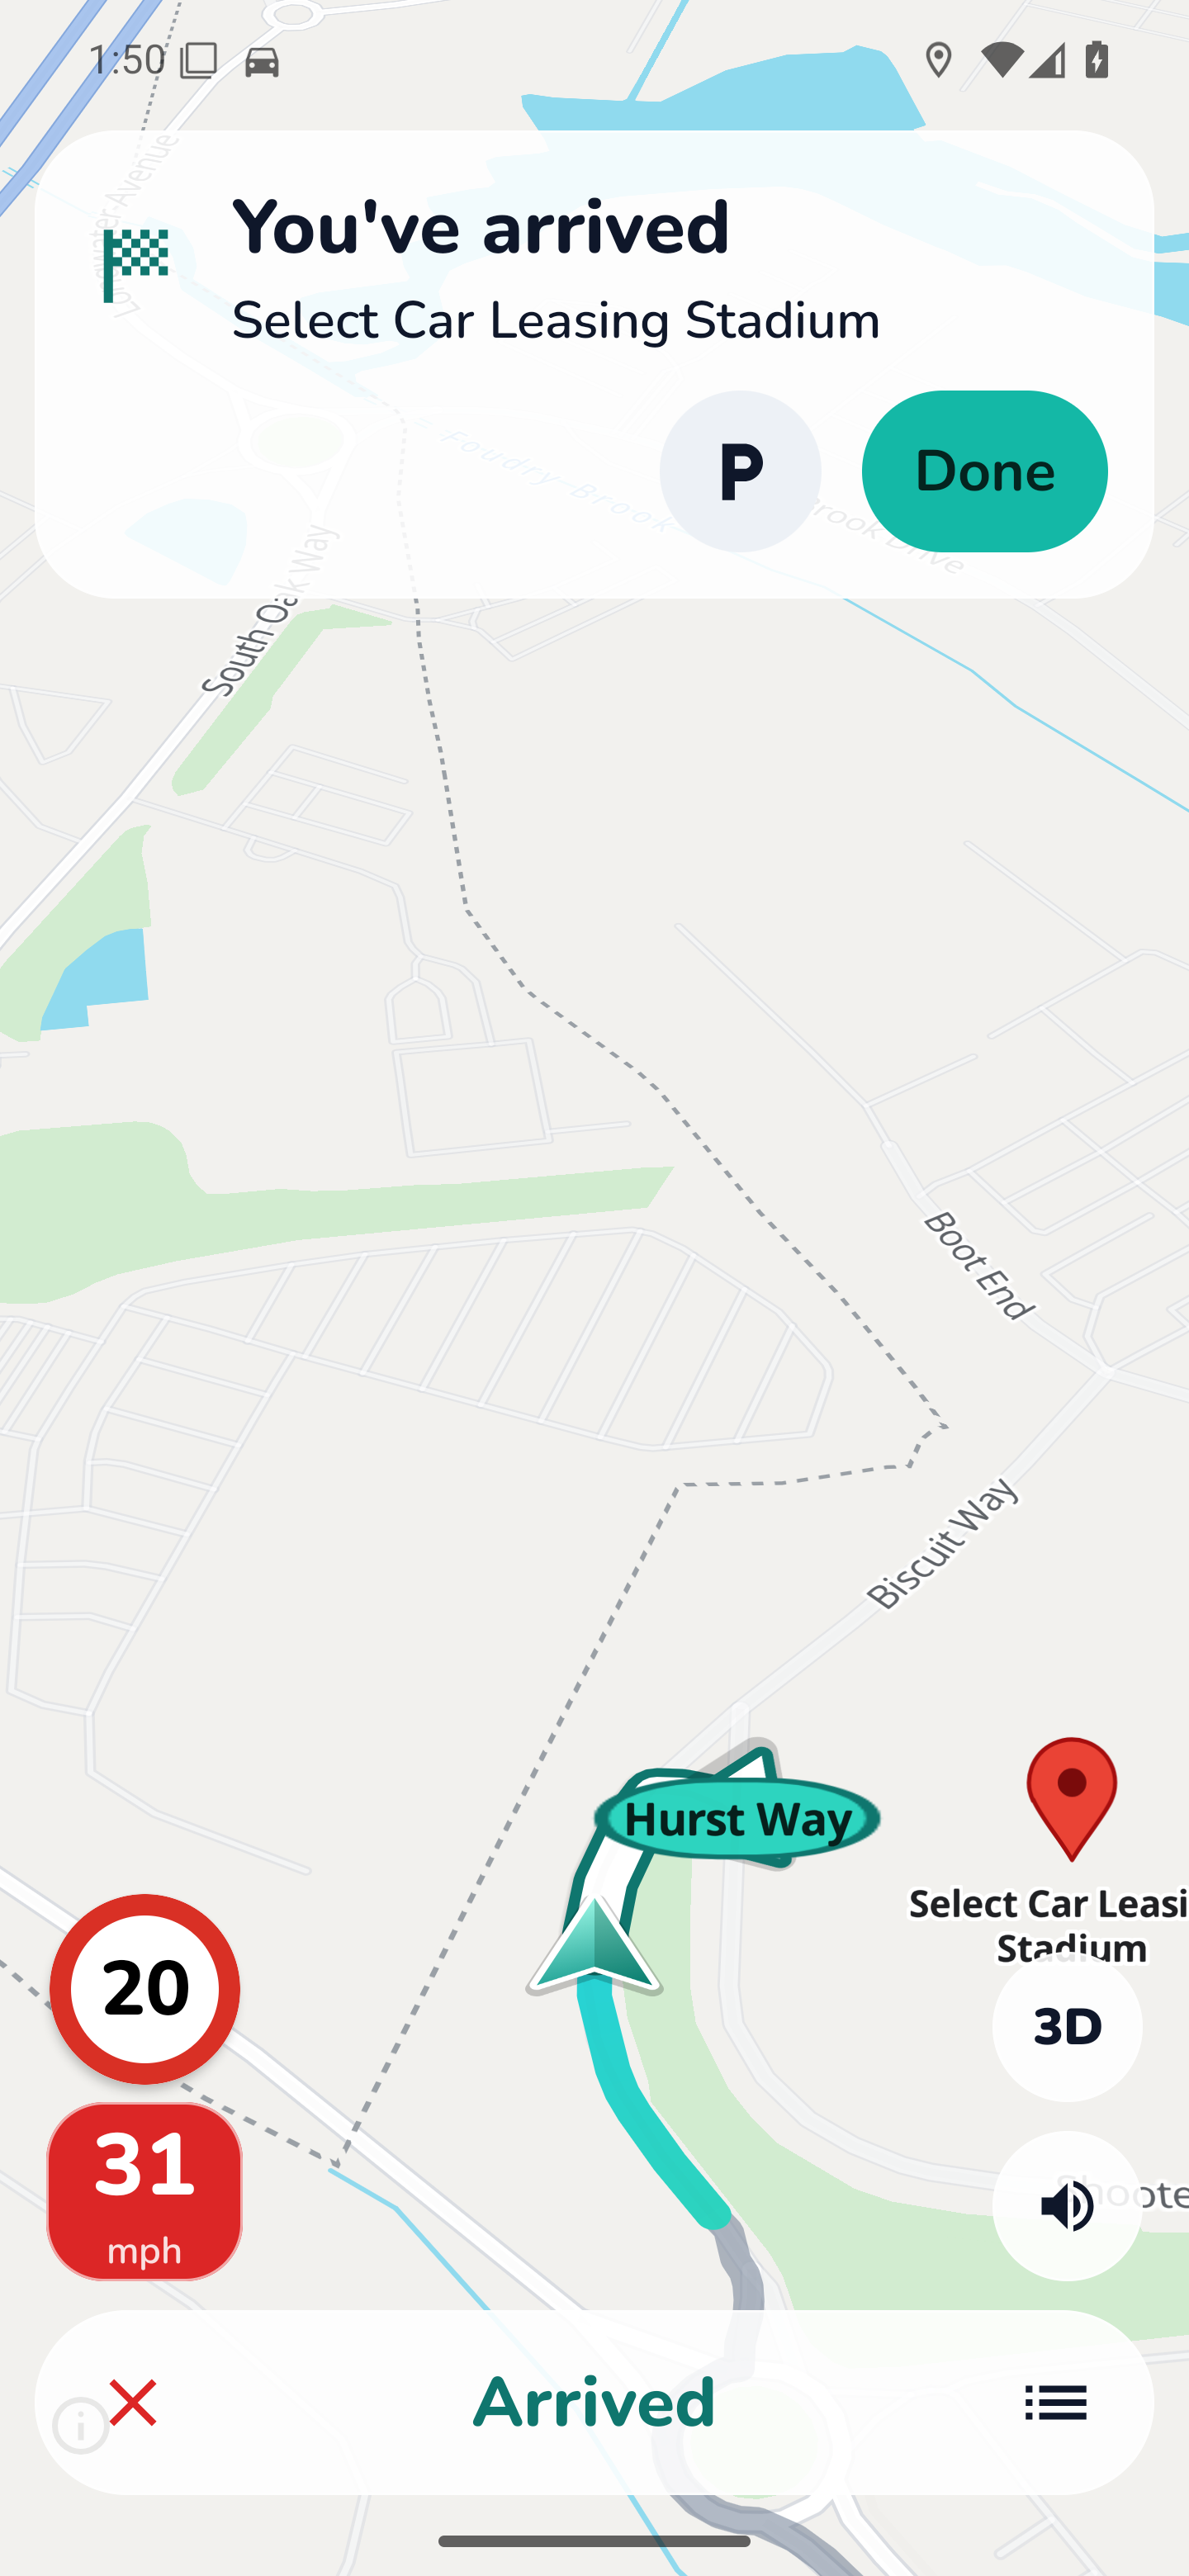 1:50
You've arrived
Select Car Leasing Stadium
P
Done
South Oak Way
Boot End
Biscuit Way
Hurst Way
Select Car Leasi
Stadium
20
3D
31
mph
Arrived